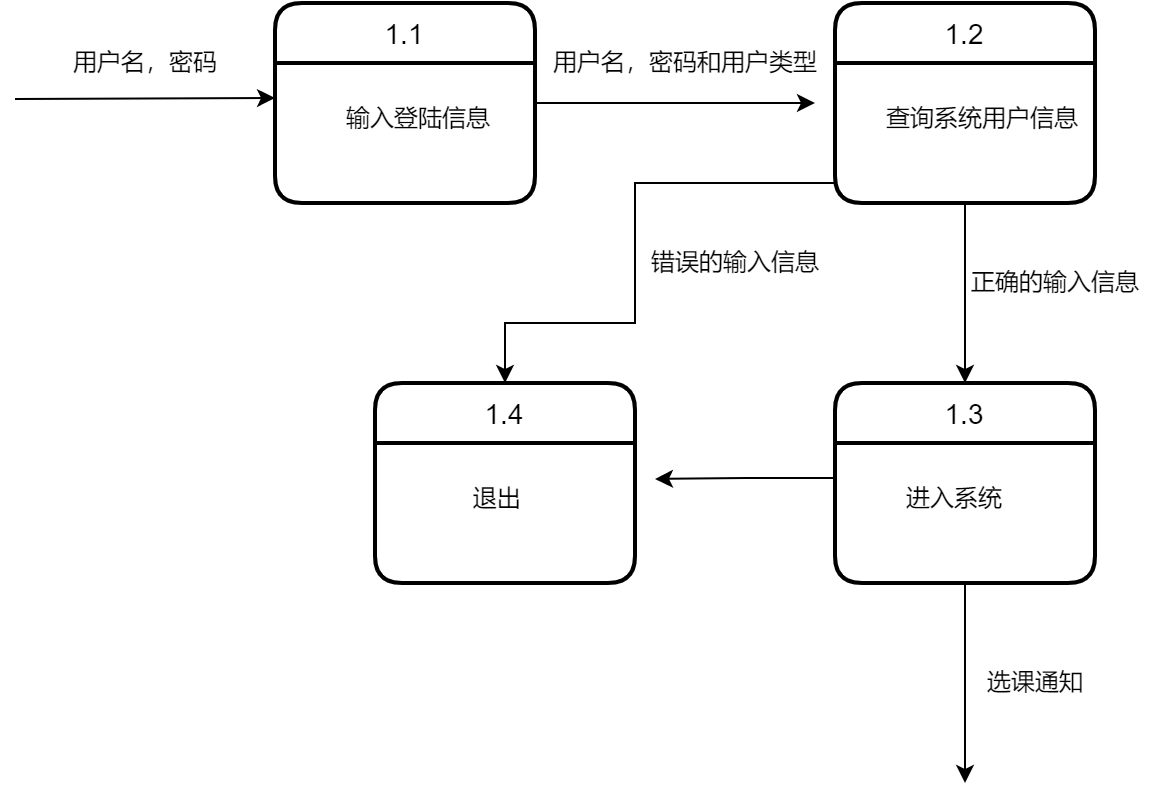 1.1
1.2
用户名，密码
用户名，密码和用户类型
输入登陆信息
查询系统用户信息
错误的输入信息
正确的输入信息
1.4
1.3
退出
进入系统
选课通知